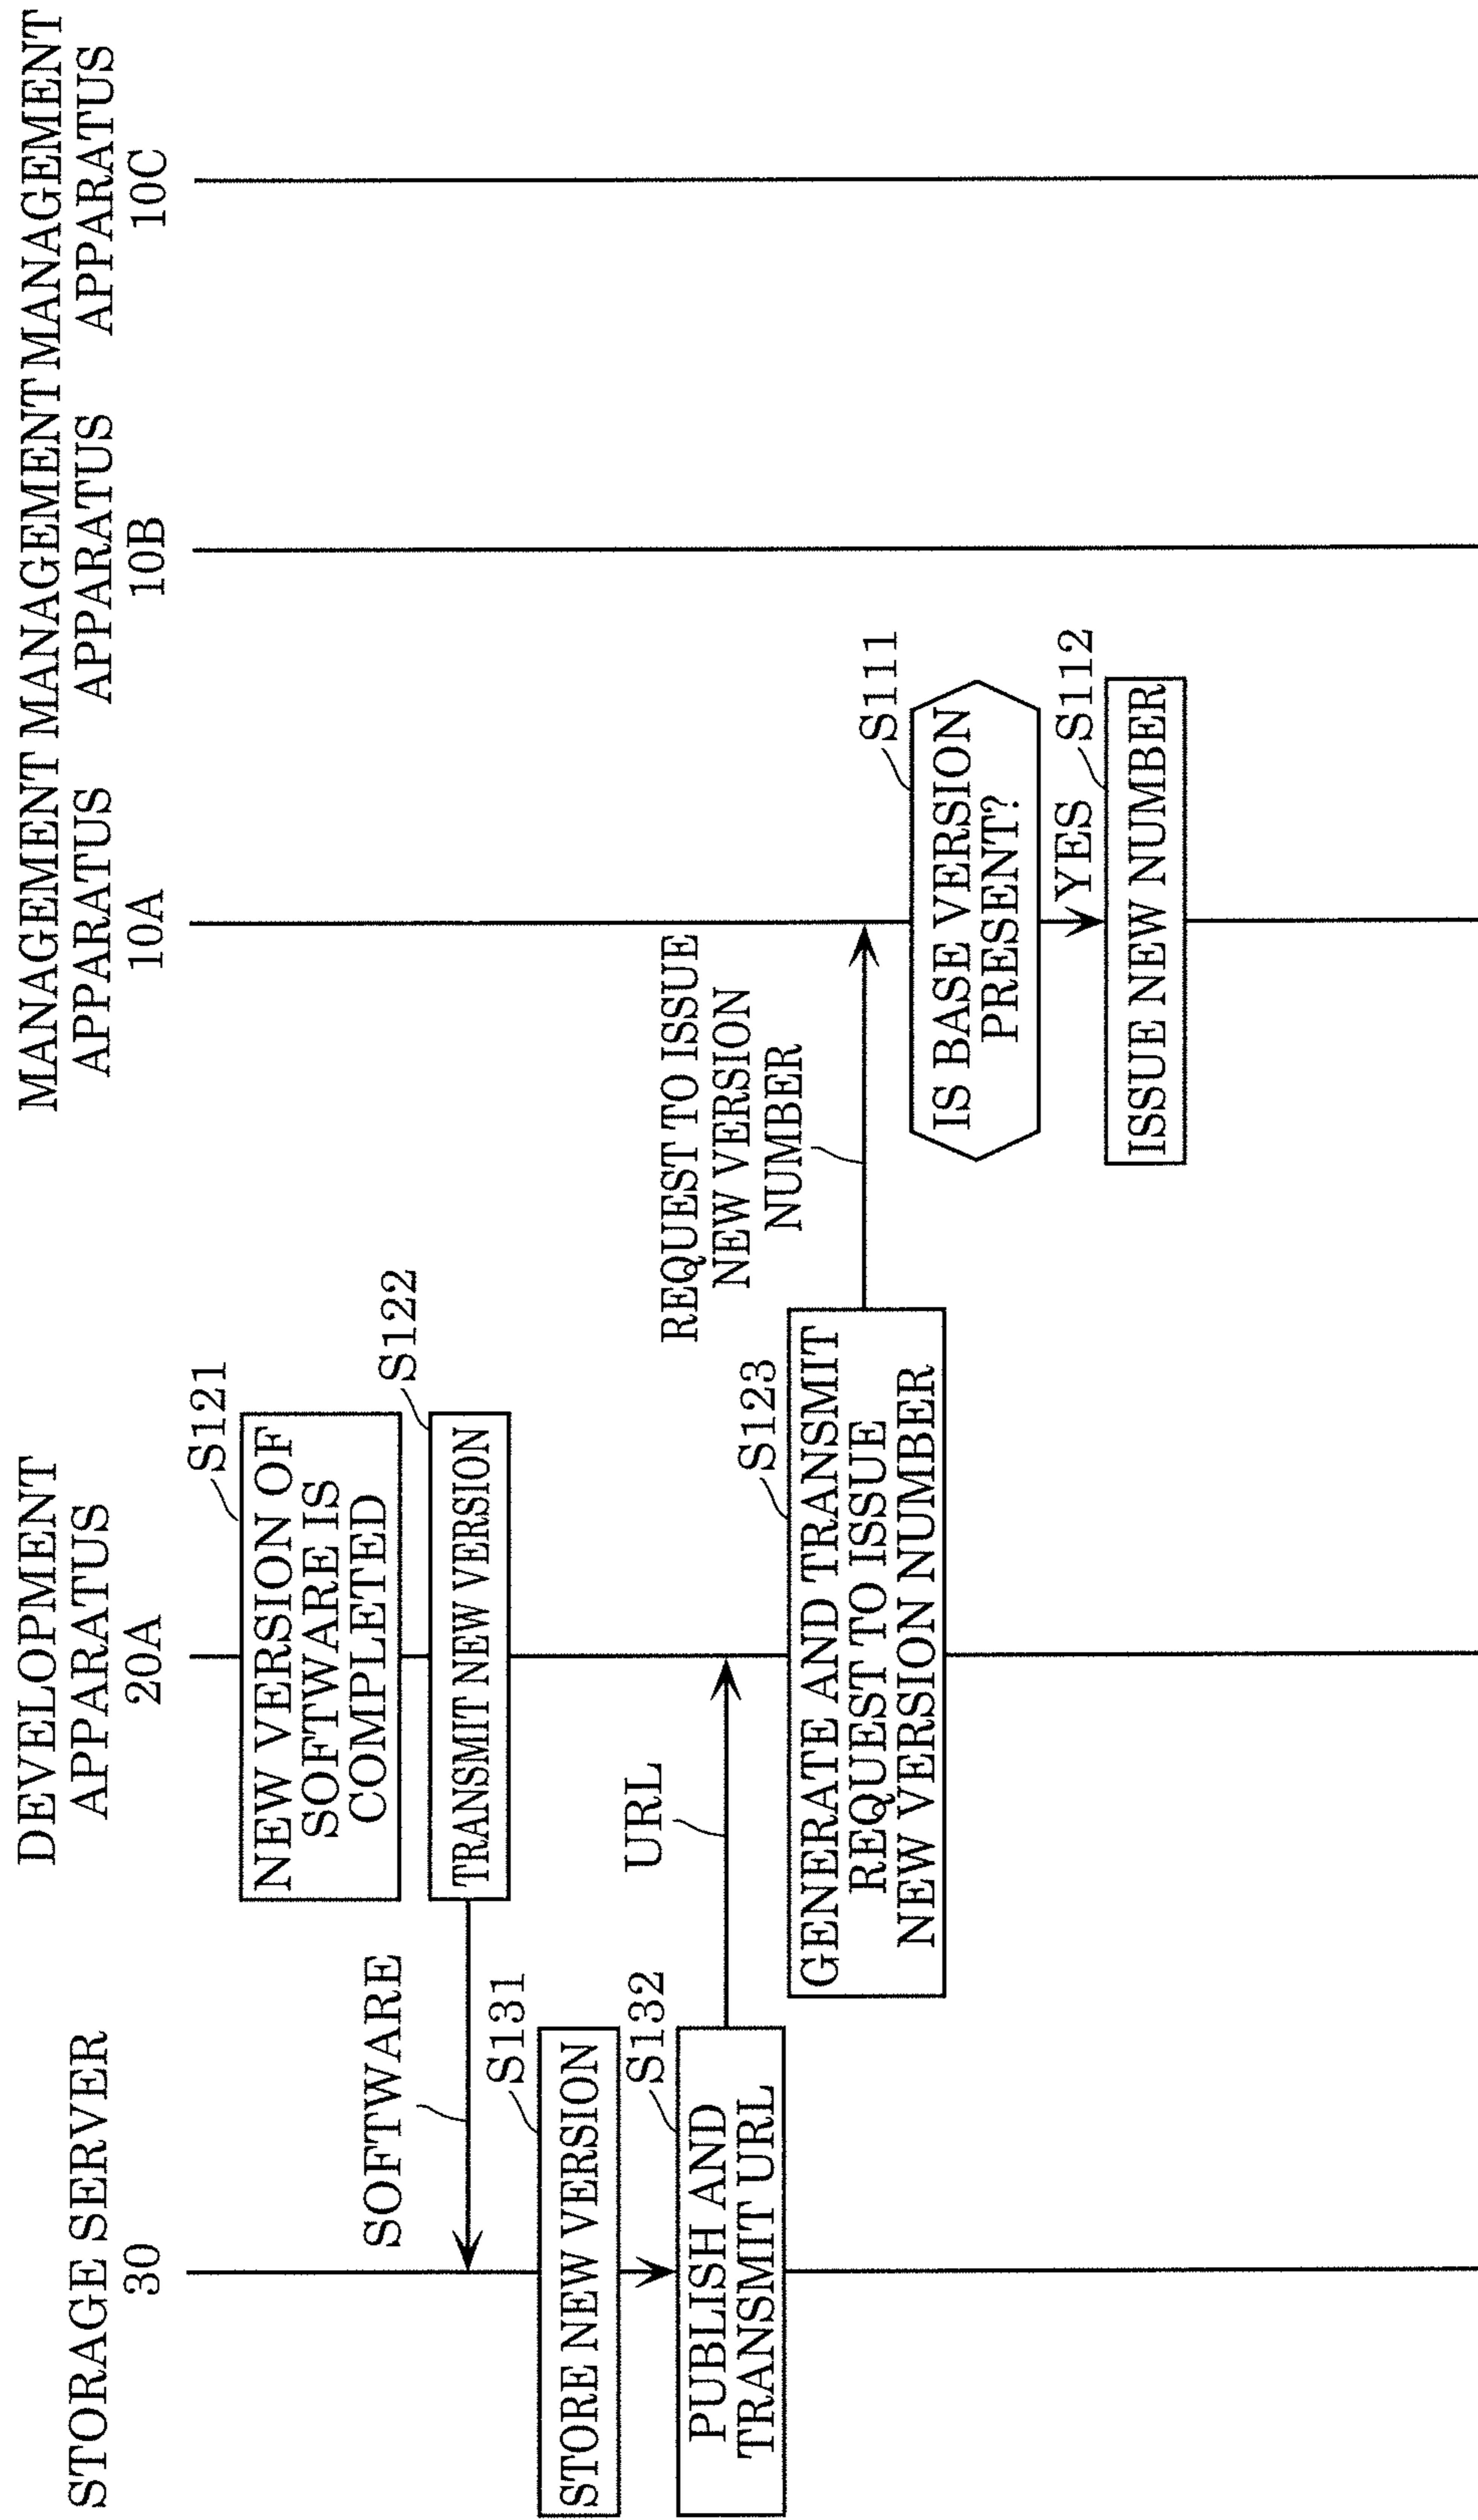 STORAGE SERVER
30
DEVELOPMENT
APPARATUS
20A
MANAGEMENT
APPARATUS
10A
MANAGEMENT
APPARATUS
10B
MANAGEMENT
APPARATUS
10C
S121
NEW VERSION OF
SOFTWARE IS
COMPLETED
S122
TRANSMIT NEW VERSION
SOFTWARE
S131
STORE NEW VERSION
S132
PUBLISH AND
TRANSMIT URL
URL
S123
GENERATE AND TRANSMIT
REQUEST TO ISSUE
NEW VERSION NUMBER
REQUEST TO ISSUE
NEW VERSION
NUMBER
S111
IS BASE VERSION
PRESENT?
YES
S112
ISSUE NEW NUMBER